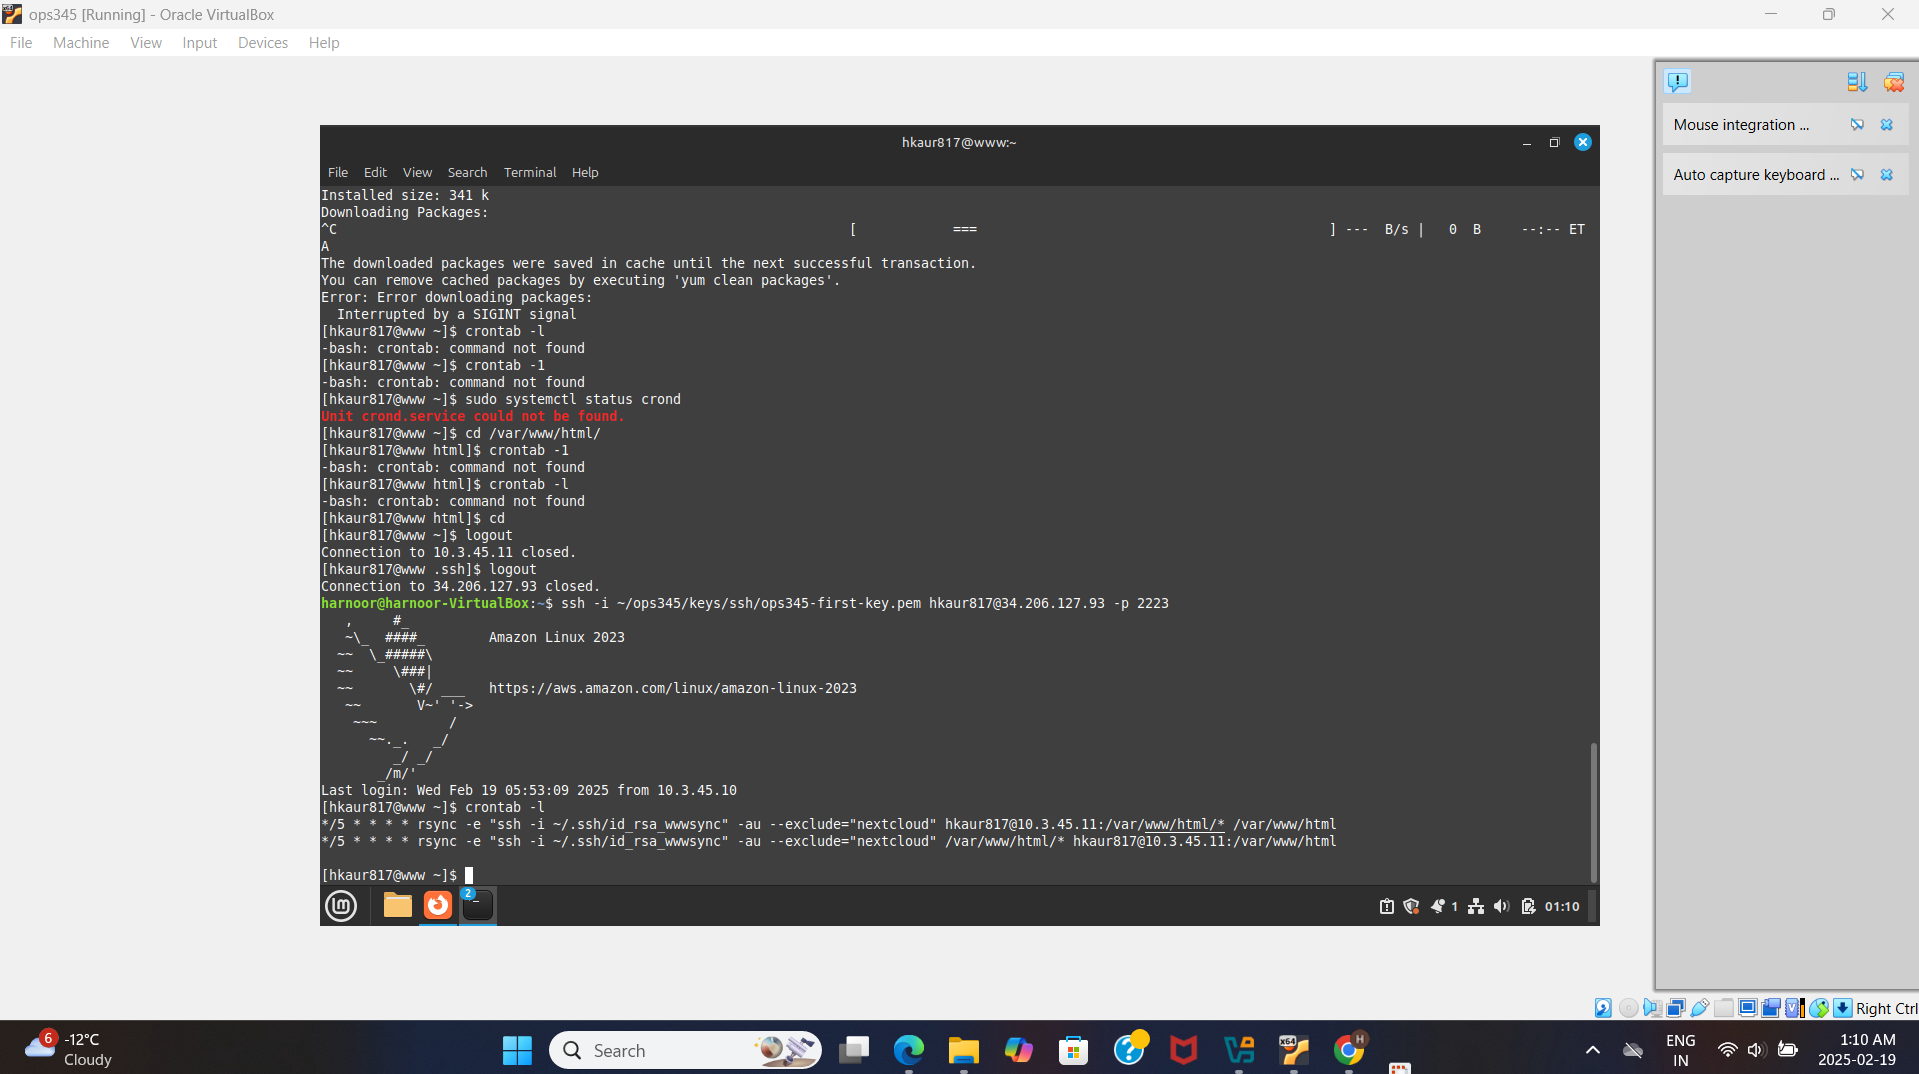 ops345 [Running] - Oracle VirtualBox
File Machine View Input Devices Help
Mouse integration ...
Auto capture keyboard ...
hkaur817@www:~
File Edit View Search Terminal Help
Installed size: 341 k
Downloading Packages:
^C [ === ] --- B/s | 0 B --:-- ET
A
The downloaded packages were saved in cache until the next successful transaction.
You can remove cached packages by executing 'yum clean packages'.
Error: Error downloading packages:
Interrupted by a SIGINT signal
[hkaur817@www ~]$ crontab -l
-bash: crontab: command not found
[hkaur817@www ~]$ crontab -1
-bash: crontab: command not found
[hkaur817@www ~]$ sudo systemctl status crond
Unit crond.service could not be found.
[hkaur817@www ~]$ cd /var/www/html/
[hkaur817@www html]$ crontab -1
-bash: crontab: command not found
[hkaur817@www html]$ crontab -l
-bash: crontab: command not found
[hkaur817@www html]$ cd
[hkaur817@www ~]$ logout
Connection to 10.3.45.11 closed.
[hkaur817@www .ssh]$ logout
Connection to 34.206.127.93 closed.
harnoor@harnoor-VirtualBox:~$ ssh -i ~/ops345/keys/ssh/ops345-first-key.pem hkaur817@34.206.127.93 -p 2223
   ,     #_
   ~\_  ####_        Amazon Linux 2023
  ~~  \_#####\
  ~~     \###|
  ~~       \#/ ___   https://aws.amazon.com/linux/amazon-linux-2023
   ~~       V~' '->
    ~~~         /
      ~~._.   _/
         _/ _/
       _/m/'
Last login: Wed Feb 19 05:53:09 2025 from 10.3.45.10
[hkaur817@www ~]$ crontab -l
*/5 * * * * rsync -e "ssh -i ~/.ssh/id_rsa_wwwsync" -au --exclude="nextcloud" hkaur817@10.3.45.11:/var/www/html/* /var/www/html
*/5 * * * * rsync -e "ssh -i ~/.ssh/id_rsa_wwwsync" -au --exclude="nextcloud" /var/www/html/* hkaur817@10.3.45.11:/var/www/html
[hkaur817@www ~]$
2
1 01:10
Right Ctrl
6 -12°C
Cloudy
Search
x64
H
ENG
IN
1:10 AM
2025-02-19